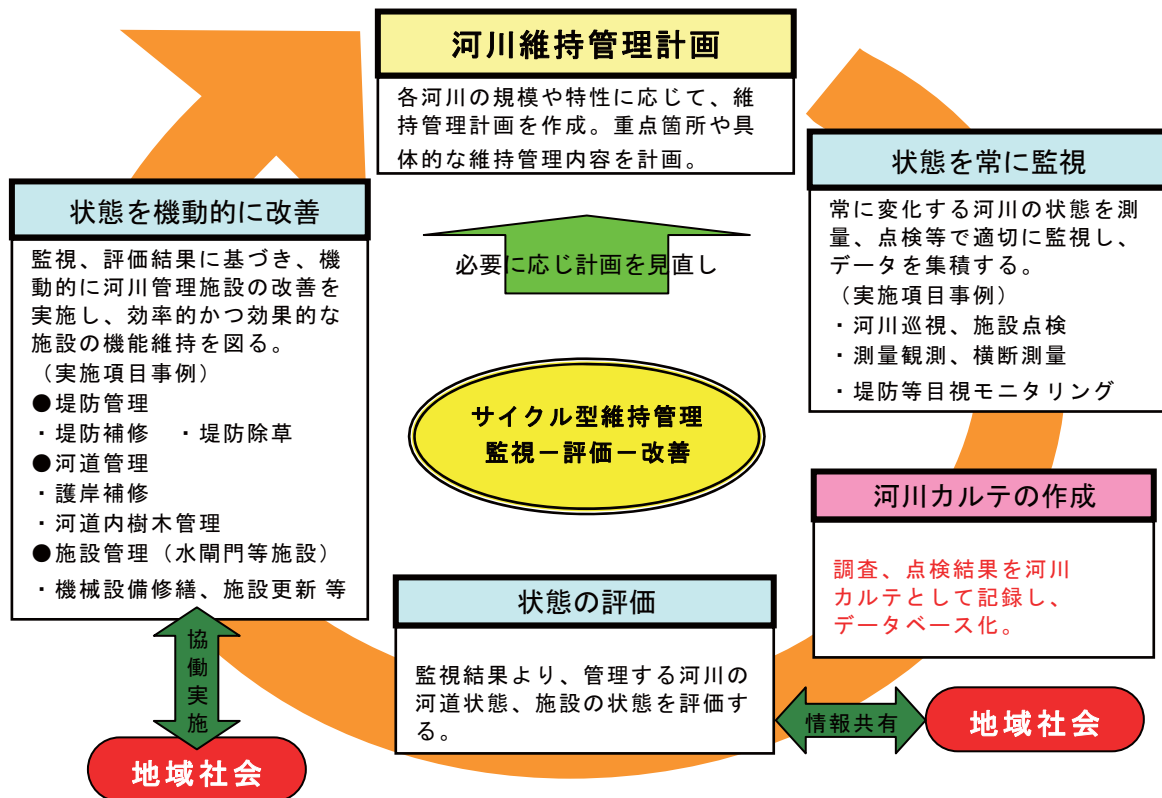 河川維持管理計画
各河川の規模や特性に応じて、維
持管理計画を作成。重点箇所や具
体的な維持管理内容を計画。
状態を常に監視
常に変化する河川の状態を測
量、点検等で適切に監視し、
データを集積する。
（実施項目事例）
・河川巡視、施設点検
・測量観測、横断測量
・堤防等目視モニタリング
河川カルテの作成
調査、点検結果を河川
カルテとして記録し、
データベース化。
状態の評価
監視結果より、管理する河川の
河道状態、施設の状態を評価す
る。
情報共有
地域社会
状態を機動的に改善
監視、評価結果に基づき、機
動的に河川管理施設の改善を
実施し、効率的かつ効果的な
施設の機能維持を図る。
（実施項目事例）
●堤防管理
・堤防補修　・堤防除草
●河道管理
・護岸補修
・河道内樹木管理
●施設管理（水閘門等施設）
・機械設備修繕、施設更新 等
協働実施
地域社会
必要に応じ計画を見直し
サイクル型維持管理
監視－評価－改善